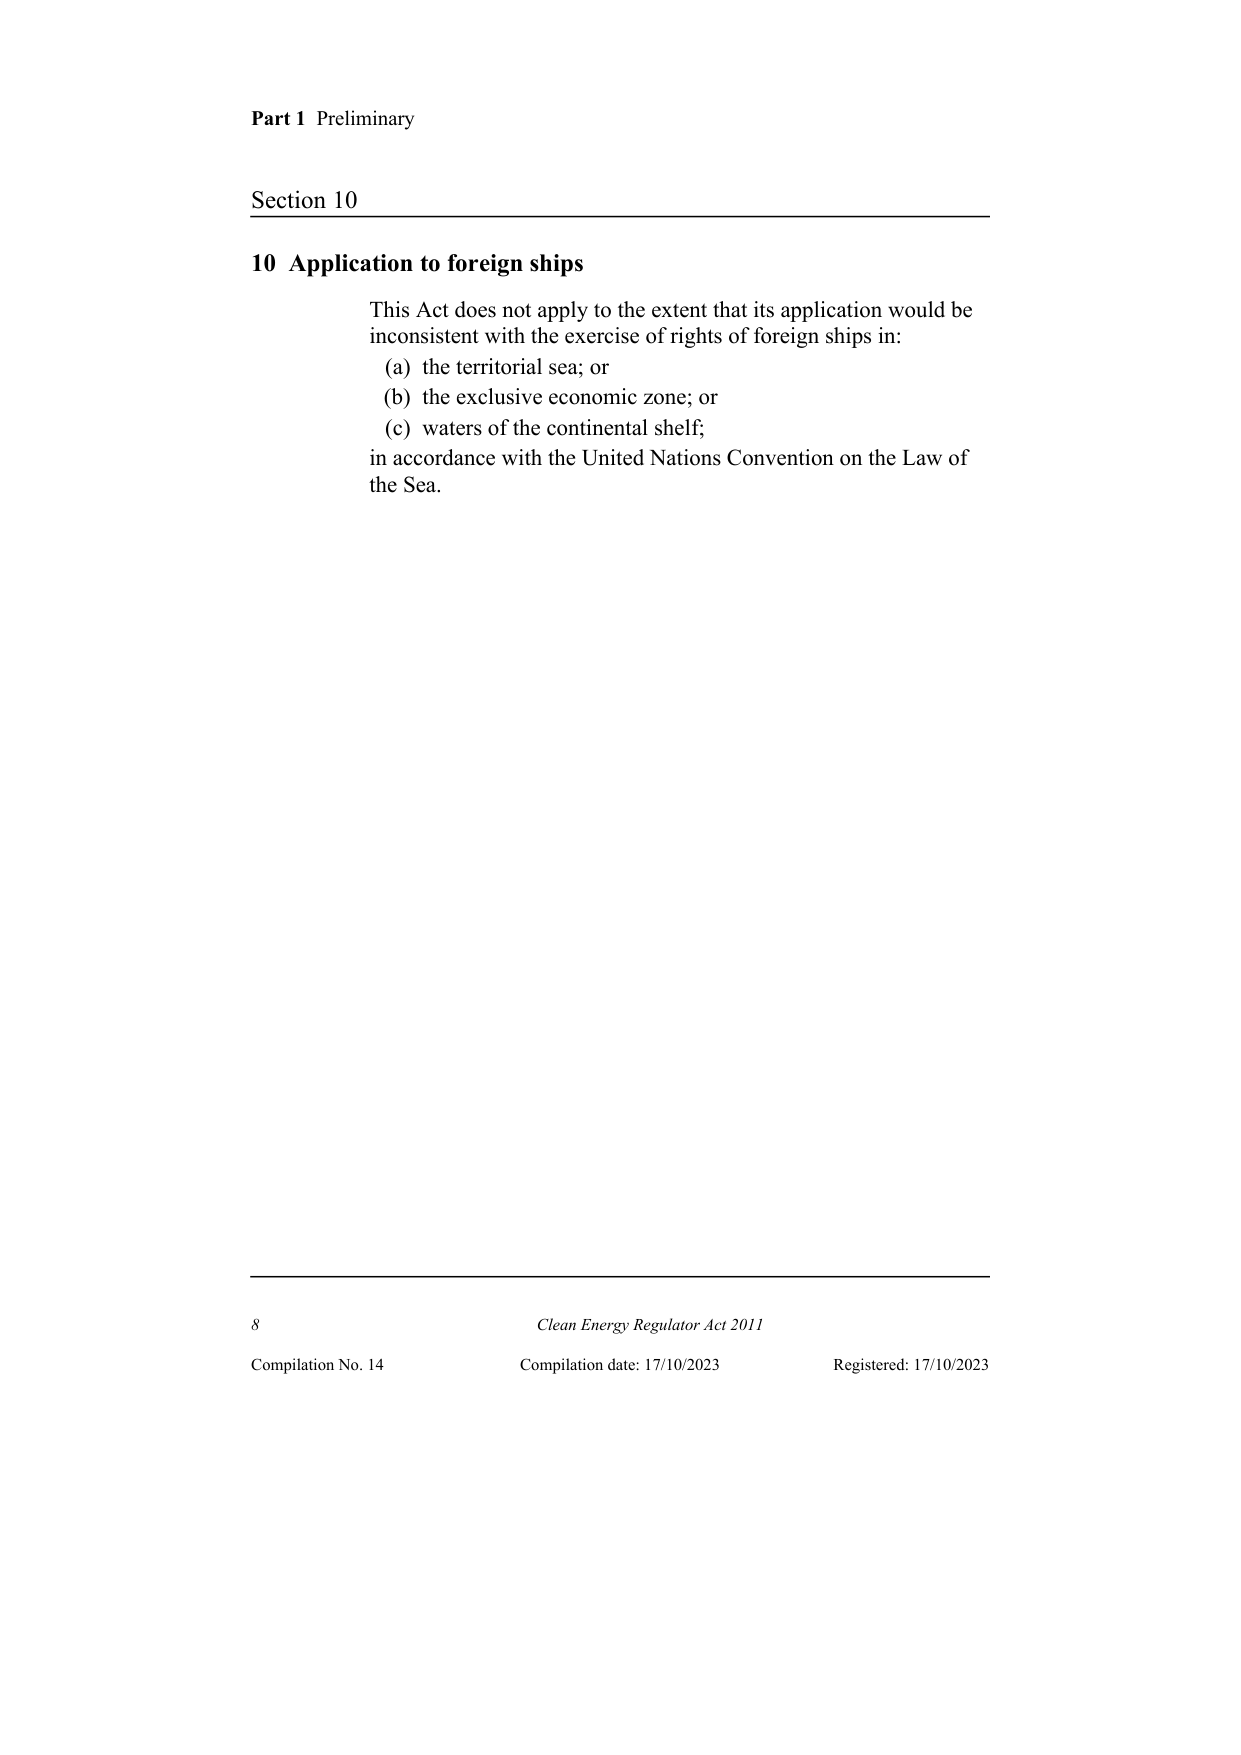 Part 1  Preliminary
Section 10
10  Application to foreign ships
This Act does not apply to the extent that its application would be
inconsistent with the exercise of rights of foreign ships in:
(a)  the territorial sea; or
(b)  the exclusive economic zone; or
(c)  waters of the continental shelf;
in accordance with the United Nations Convention on the Law of
the Sea.
8 Clean Energy Regulator Act 2011
Compilation No. 14 Compilation date: 17/10/2023 Registered: 17/10/2023